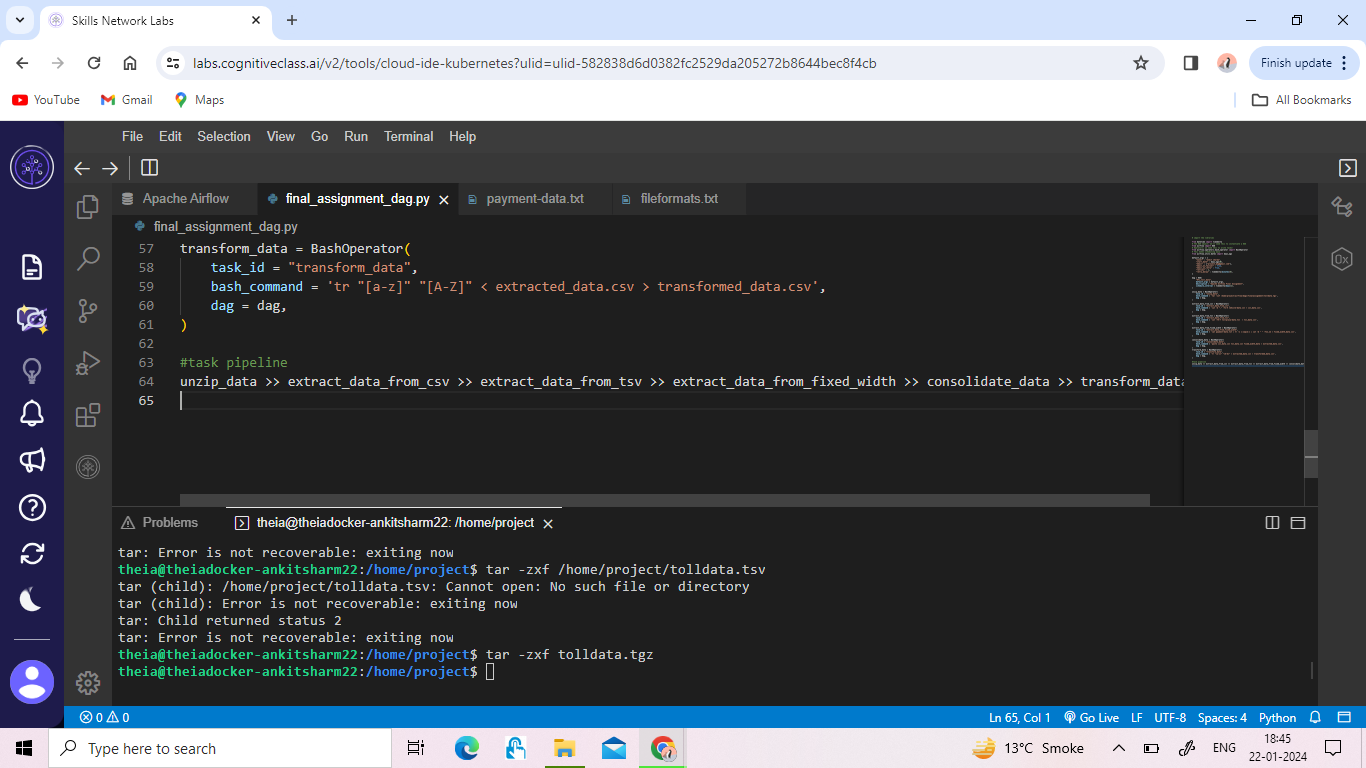 Skills Network Labs
labs.cognitiveclass.ai/v2/tools/cloud-ide-kubernetes?ulid=ulid-582838d6d0382fc2529da205272b8644bec8f4cb
Finish update
YouTube
Gmail
Maps
All Bookmarks
File Edit Selection View Go Run Terminal Help
Apache Airflow
final_assignment_dag.py
payment-data.txt
fileformats.txt
final_assignment_dag.py
57 transform_data = BashOperator(
58 task_id = "transform_data",
59 bash_command = 'tr "[a-z]" "[A-Z]" < extracted_data.csv > transformed_data.csv',
60 dag = dag,
61 )
62
63 #task pipeline
64 unzip_data >> extract_data_from_csv >> extract_data_from_tsv >> extract_data_from_fixed_width >> consolidate_data >> transform_data
65
Problems
theia@theiadocker-ankitsharm22: /home/project
tar: Error is not recoverable: exiting now
theia@theiadocker-ankitsharm22:/home/project$ tar -zxf /home/project/tolldata.tsv
tar (child): /home/project/tolldata.tsv: Cannot open: No such file or directory
tar (child): Error is not recoverable: exiting now
tar: Child returned status 2
tar: Error is not recoverable: exiting now
theia@theiadocker-ankitsharm22:/home/project$ tar -zxf tolldata.tgz
theia@theiadocker-ankitsharm22:/home/project$
0 0
Ln 65, Col 1 Go Live LF UTF-8 Spaces: 4 Python
Type here to search
13°C Smoke
ENG
18:45
22-01-2024